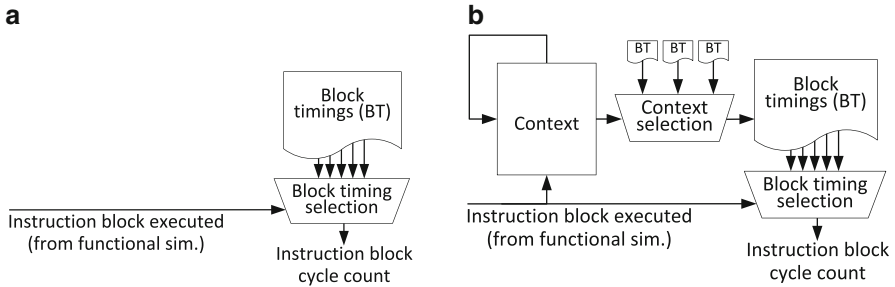 a
Block
timings (BT)
Block timing
selection
Instruction block executed
(from functional sim.)
Instruction block
cycle count
b
BT
BT
BT
Context
Context
selection
Block
timings (BT)
Block timing
selection
Instruction block executed
(from functional sim.)
Instruction block
cycle count